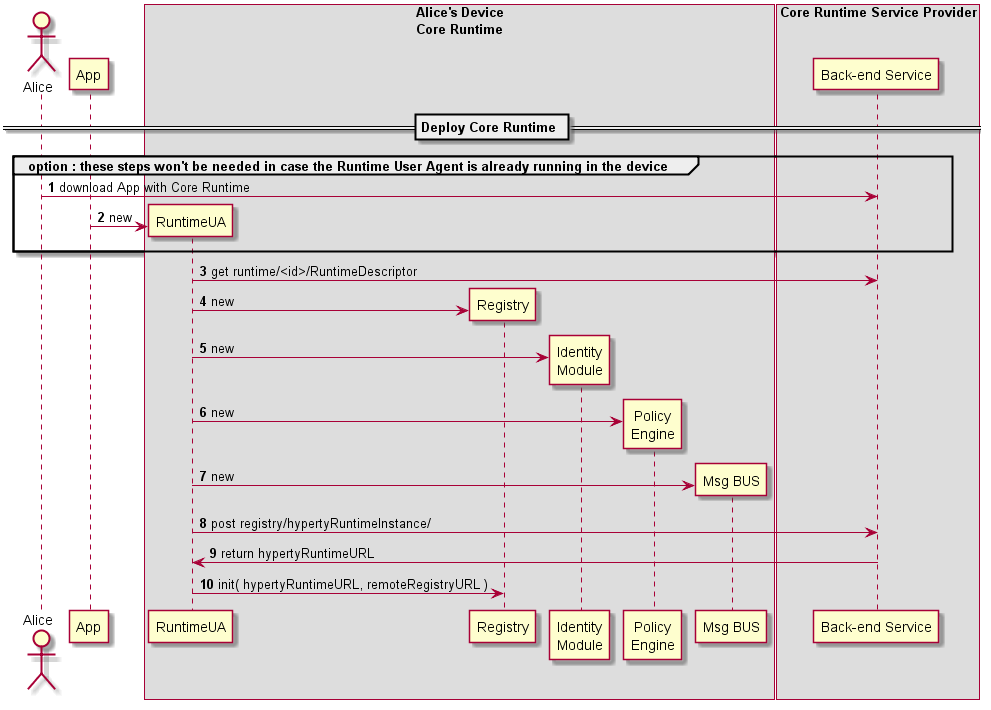 Alice's Device
Core Runtime
Core Runtime Service Provider
Alice
App
Back-end Service
Deploy Core Runtime
option : these steps won't be needed in case the Runtime User Agent is already running in the device
1 download App with Core Runtime
2 new
RuntimeUA
3 get runtime/<id>/RuntimeDescriptor
4 new
Registry
5 new
Identity
Module
6 new
Policy
Engine
7 new
Msg BUS
8 post registry/hypertyRuntimeInstance/
9 return hypertyRuntimeURL
10 init( hypertyRuntimeURL, remoteRegistryURL )
Alice
App
RuntimeUA
Registry
Identity
Module
Policy
Engine
Msg BUS
Back-end Service